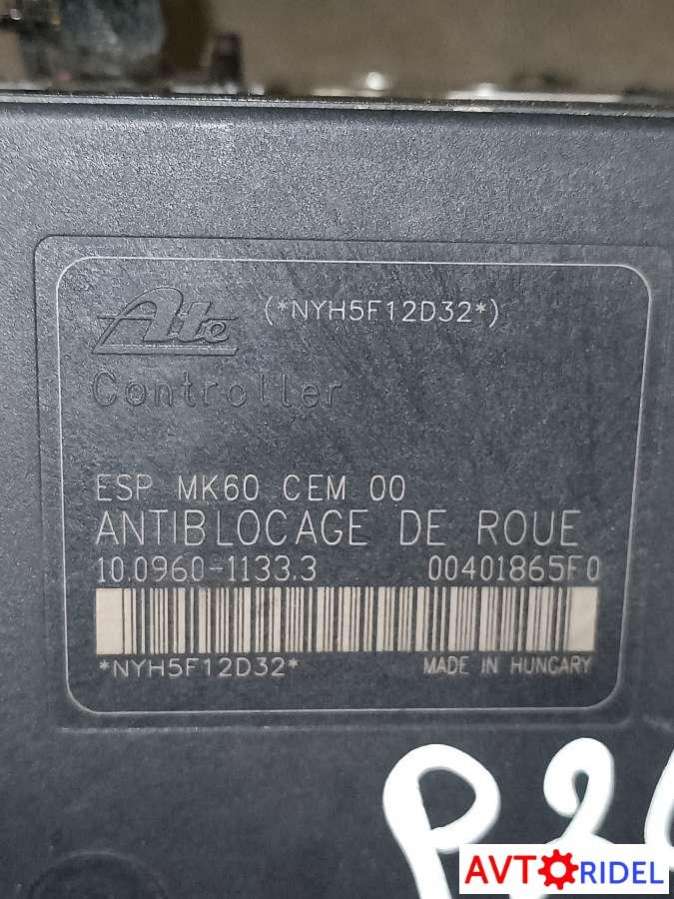 Ate (*NYH5F12D32*)
Controller
ESP MK60 CEM 00
ANTIBLOCAGE DE ROUE
10.0960-1133.3 00401865F0
*NYH5F12D32* MADE IN HUNGARY
AVTORIDEL